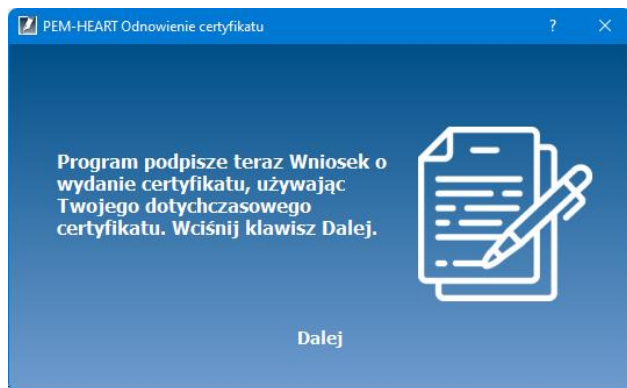 PEM-HEART Odnowienie certyfikatu ? ×
Program podpisze teraz Wniosek o
wydanie certyfikatu, używając
Twojego dotychczasowego
certyfikatu. Wciśnij klawisz Dalej.
Dalej